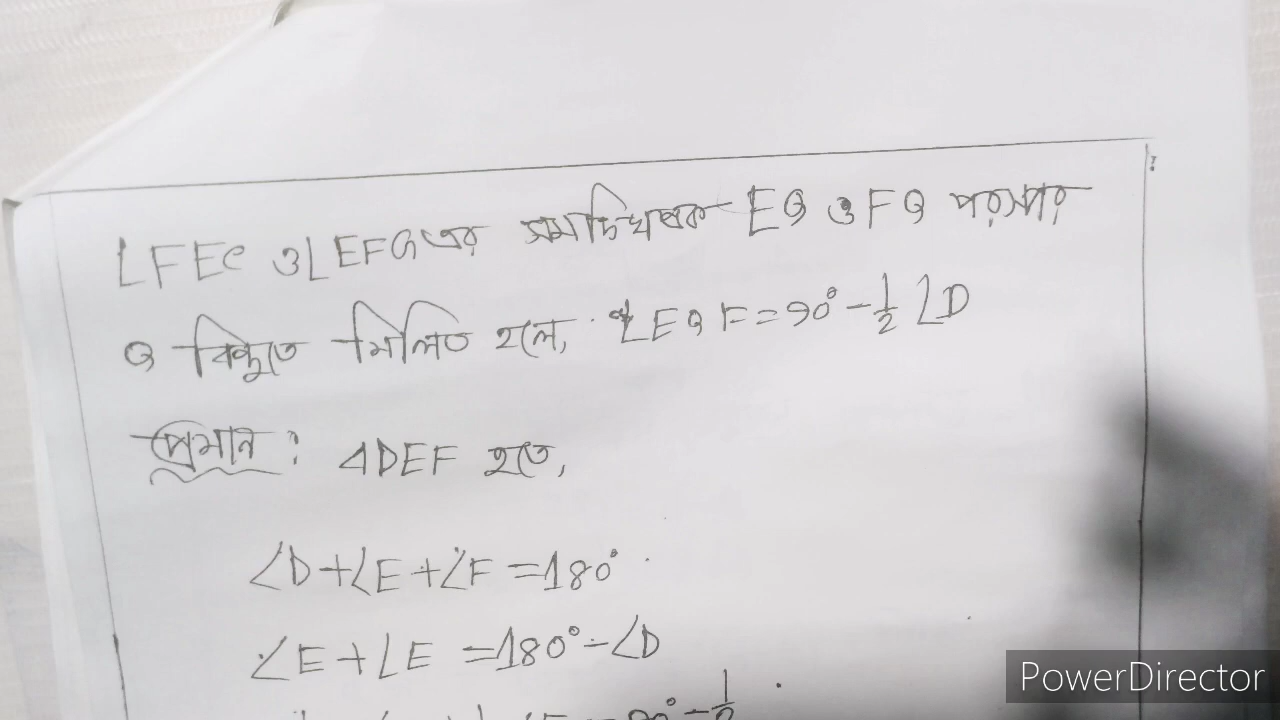 ∠FEC ও ∠EFG এর সমদ্বিখণ্ডক EQ ও FQ পরস্পর
Q বিন্দুতে মিলিত হলে, ∠EQF=90°-1/2 ∠D
প্রমান: ΔDEF হতে,
∠D+∠E+∠F=180°
∠E+∠E=180°-∠D
PowerDirector